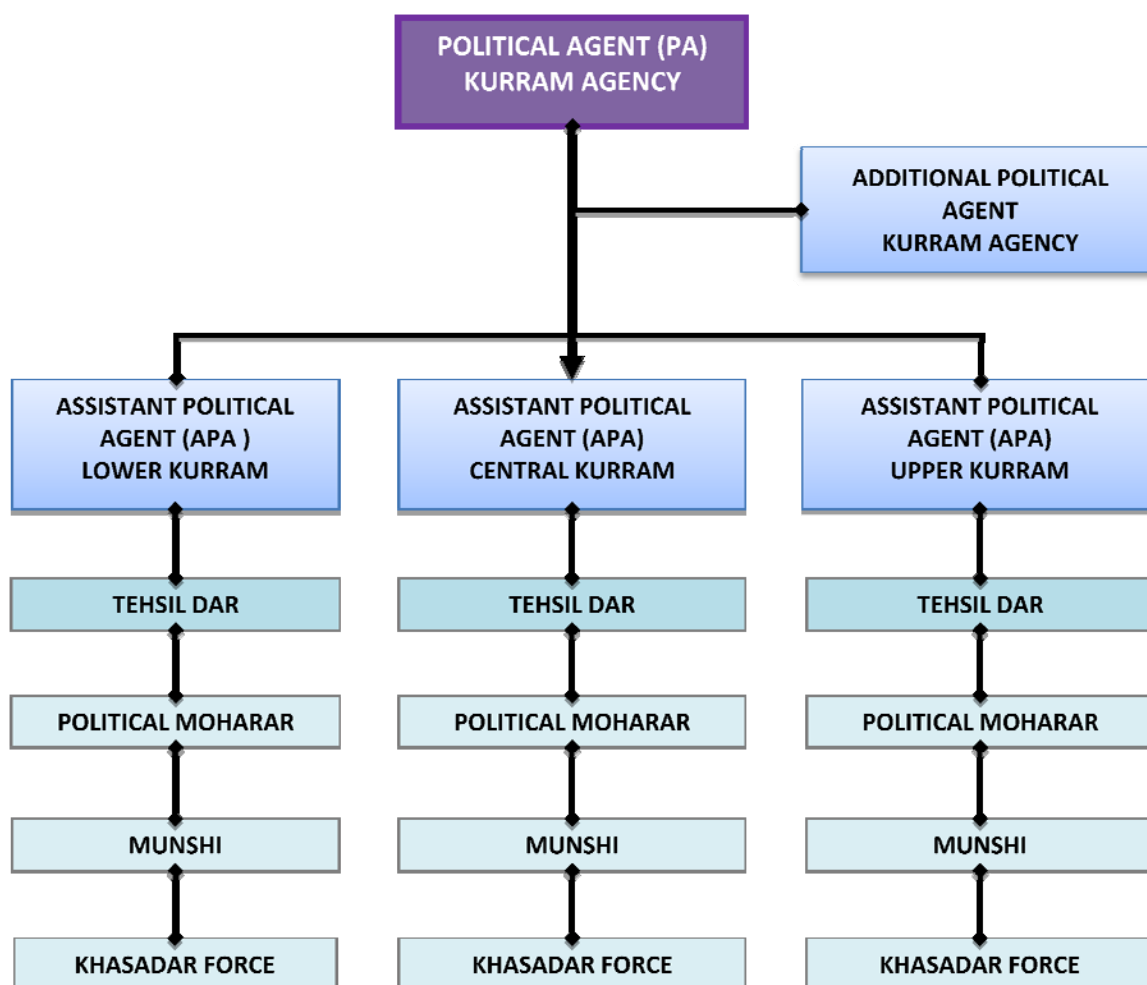 POLITICAL AGENT (PA)
KURRAM AGENCY
ADDITIONAL POLITICAL
AGENT
KURRAM AGENCY
ASSISTANT POLITICAL
AGENT (APA )
LOWER KURRAM
ASSISTANT POLITICAL
AGENT (APA)
CENTRAL KURRAM
ASSISTANT POLITICAL
AGENT (APA)
UPPER KURRAM
TEHSIL DAR
TEHSIL DAR
TEHSIL DAR
POLITICAL MOHARAR
POLITICAL MOHARAR
POLITICAL MOHARAR
MUNSHI
MUNSHI
MUNSHI
KHASADAR FORCE
KHASADAR FORCE
KHASADAR FORCE